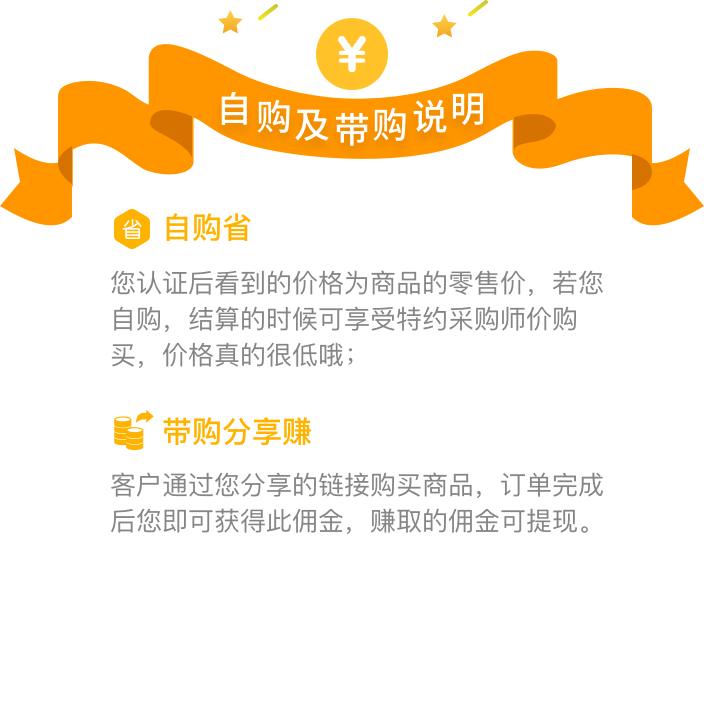 ¥
自购及带购说明
省 自购省
您认证后看到的价格为商品的零售价，若您
自购，结算的时候可享受特约采购师价购
买，价格真的很低哦；
带购分享赚
客户通过您分享的链接购买商品，订单完成
后您即可获得此佣金，赚取的佣金可提现。